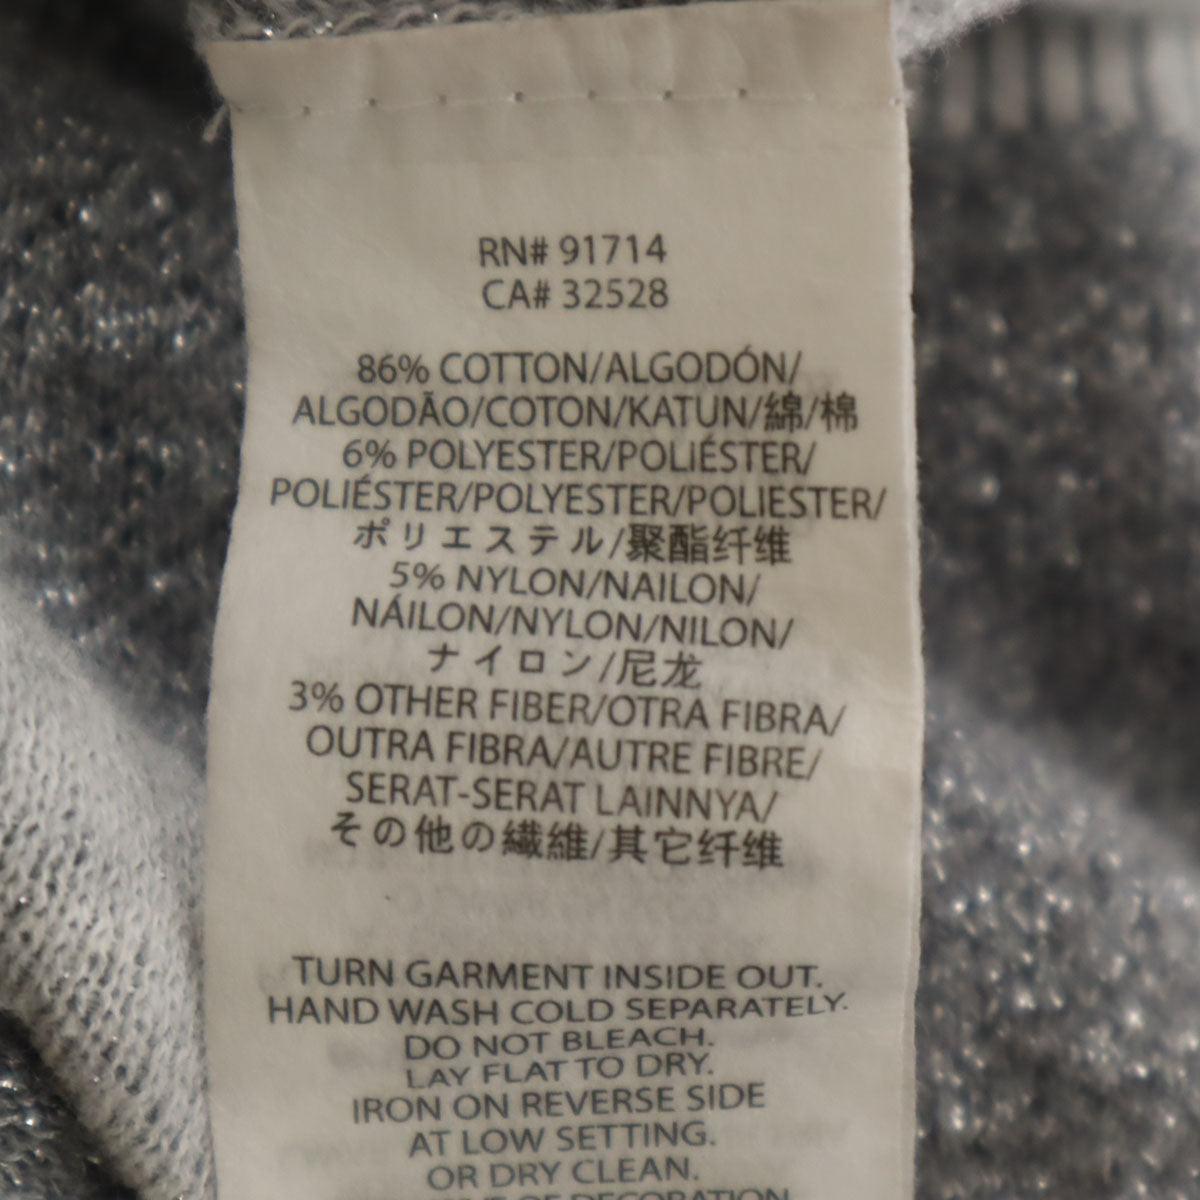 RN# 91714
CA# 32528
86% COTTON/ALGODÓN/
ALGODÃO/COTON/KATUN/綿/棉
6% POLYESTER/POLIÉSTER/
POLIÉSTER/POLYESTER/POLIESTER/
ポリエステル/聚酯纤维
5% NYLON/NAILON/
NÁILON/NYLON/NILON/
ナイロン/尼龙
3% OTHER FIBER/OTRA FIBRA/
OUTRA FIBRA/AUTRE FIBRE/
SERAT-SERAT LAINNYA/
その他の繊維/其它纤维
TURN GARMENT INSIDE OUT.
HAND WASH COLD SEPARATELY.
DO NOT BLEACH.
LAY FLAT TO DRY.
IRON ON REVERSE SIDE
AT LOW SETTING.
OR DRY CLEAN.
OF DECORATION